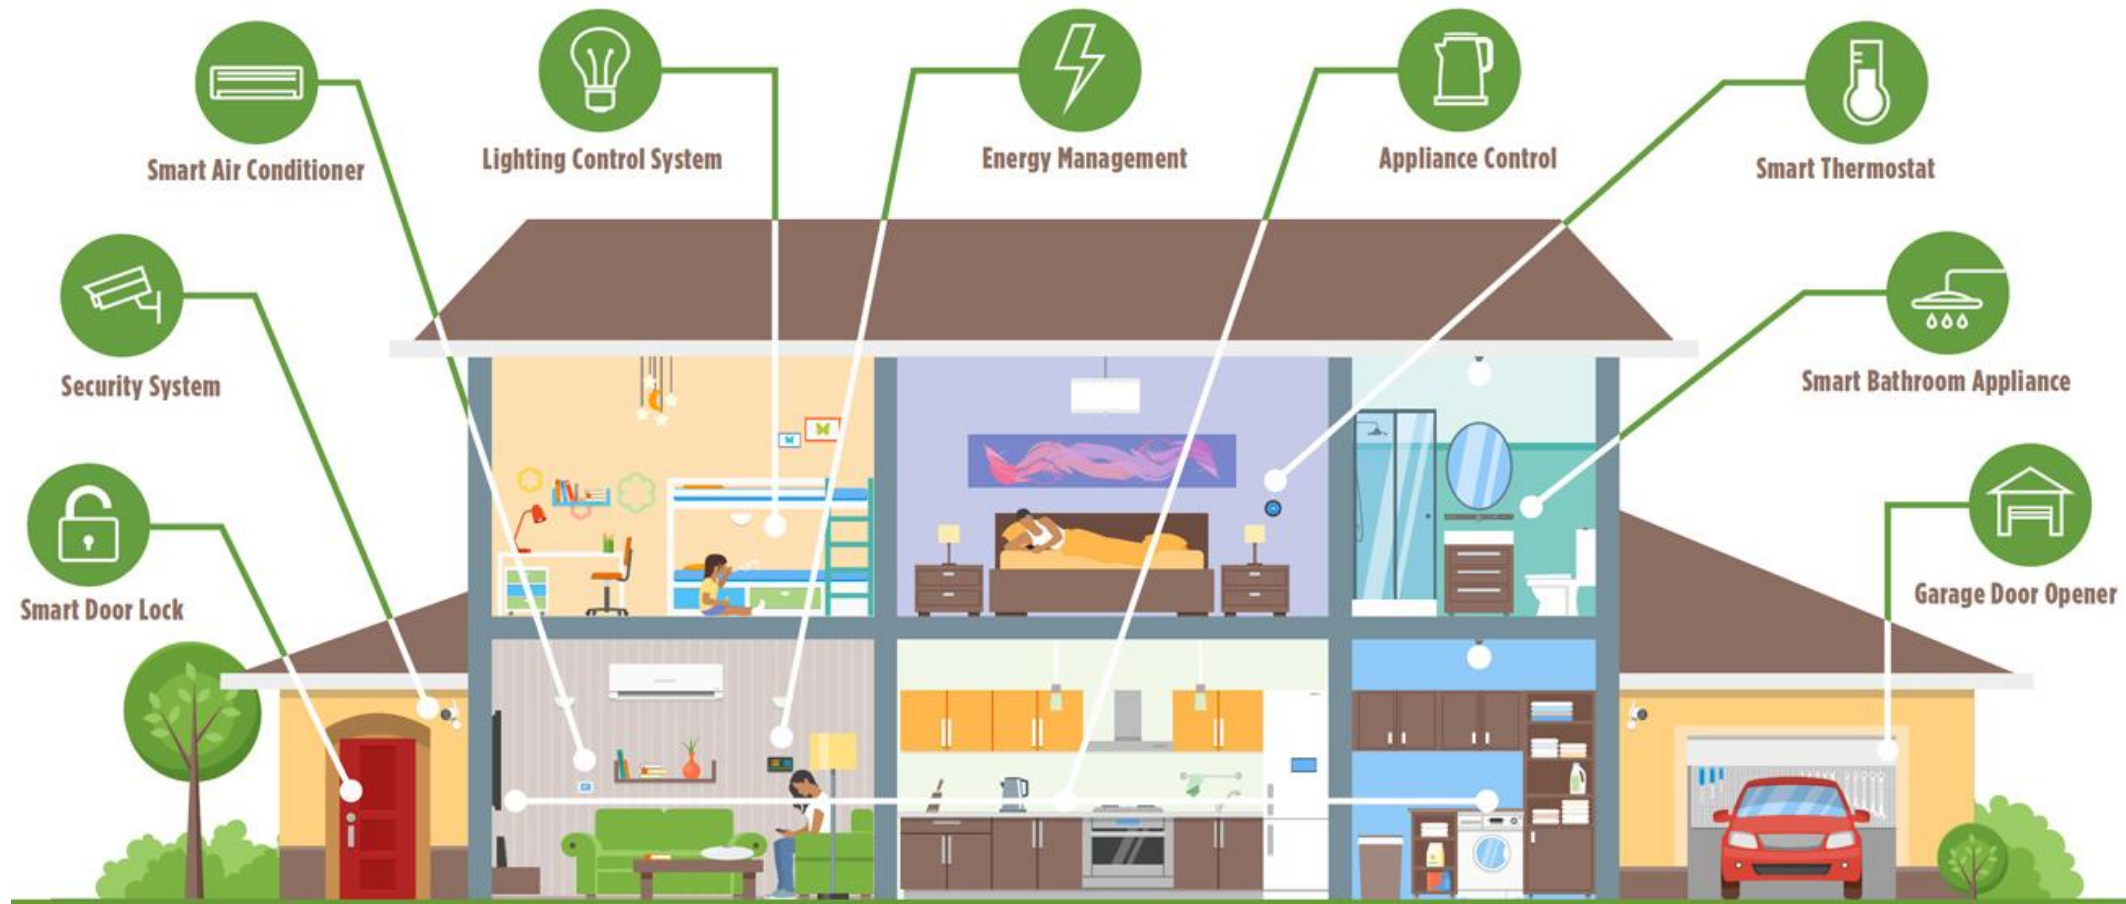 Smart Air Conditioner
Lighting Control System
Energy Management
Appliance Control
Smart Thermostat
Security System
Smart Bathroom Appliance
Smart Door Lock
Garage Door Opener